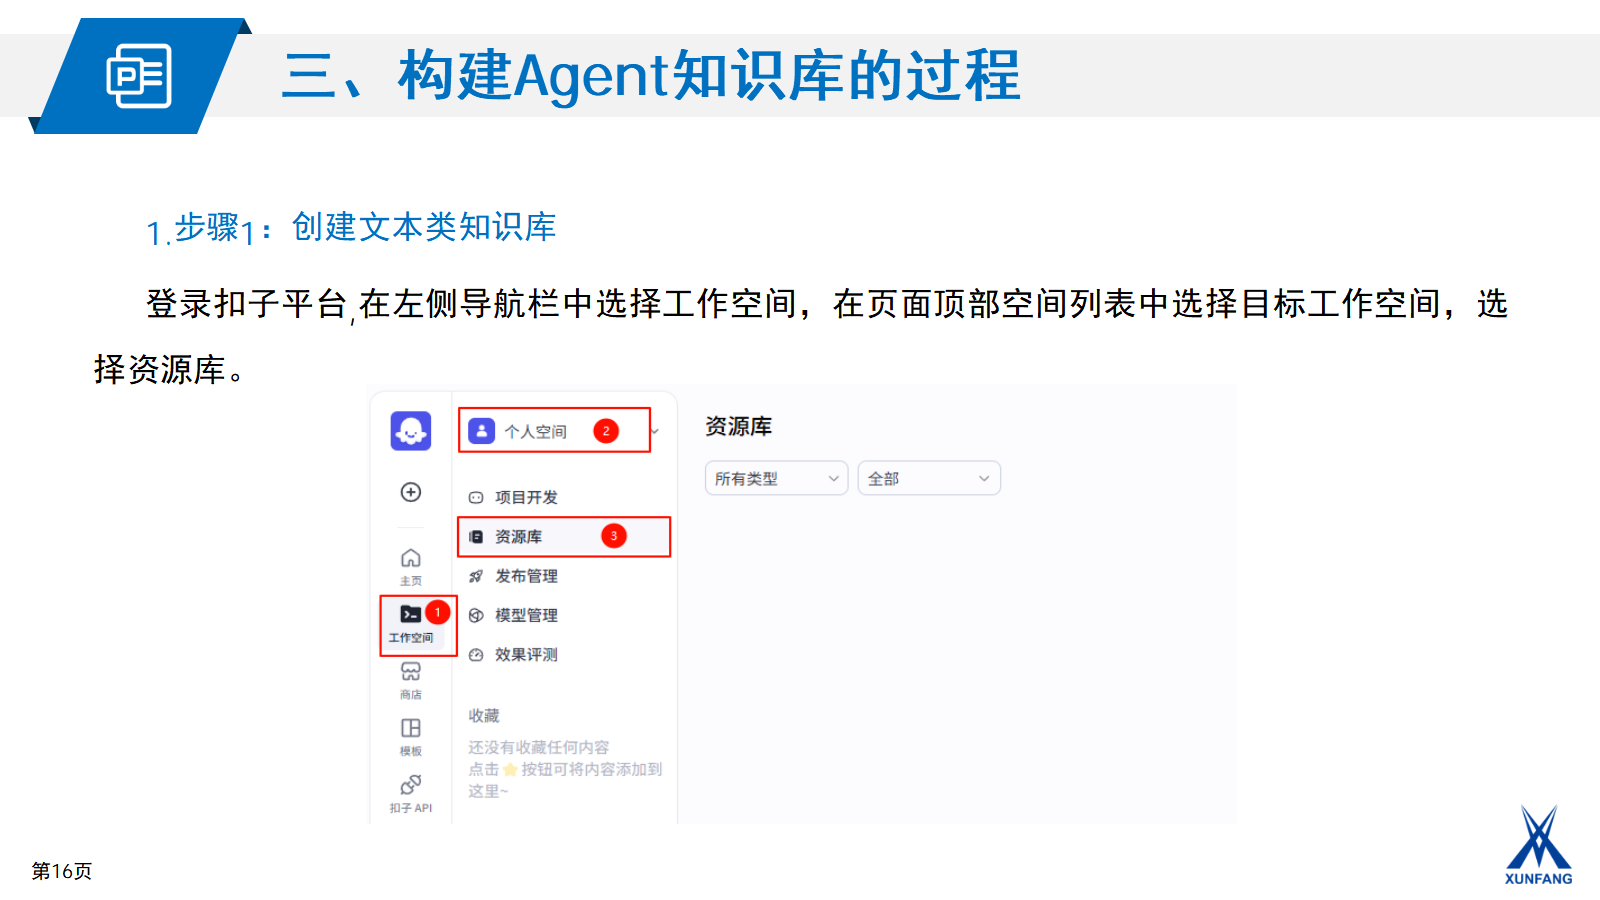 三、构建Agent知识库的过程
1.步骤1：创建文本类知识库
登录扣子平台,在左侧导航栏中选择工作空间，在页面顶部空间列表中选择目标工作空间，选
择资源库。
个人空间 2
项目开发
资源库 3
发布管理
模型管理
效果评测
收藏
还没有收藏任何内容
点击⭐按钮可将内容添加到
这里~
主页
1
工作空间
商店
模板
扣子 API
资源库
所有类型 全部
第16页
XUNFANG